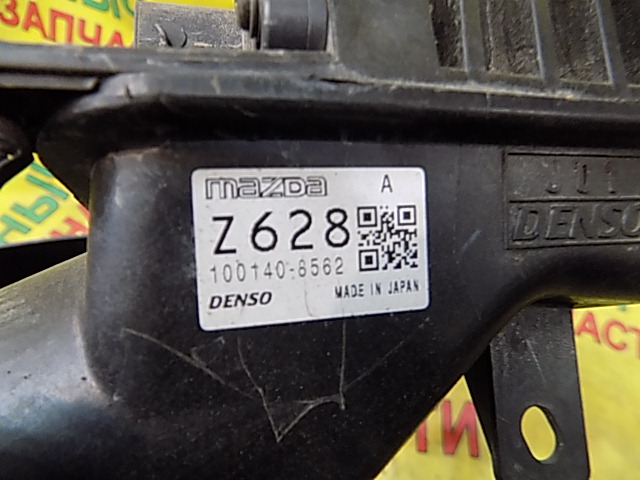 ЗАПЧА
mazda A
Z628
100140-8562
DENSO MADE IN JAPAN
DENSO